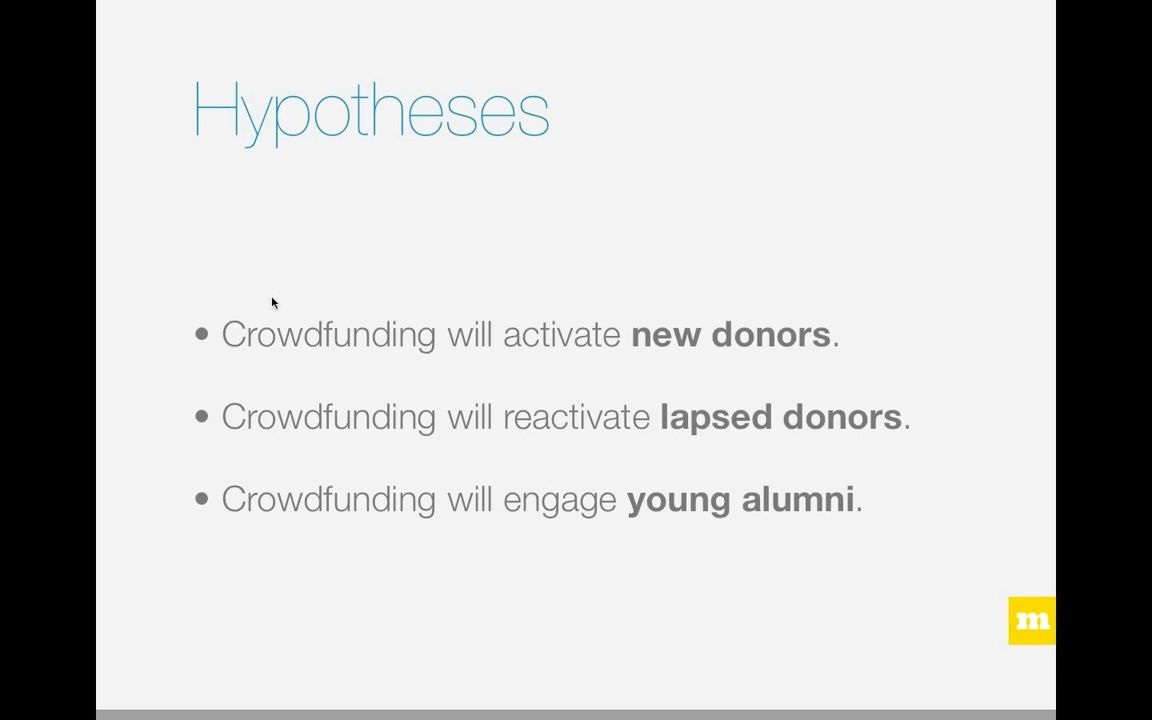 Hypotheses
• Crowdfunding will activate new donors.
• Crowdfunding will reactivate lapsed donors.
• Crowdfunding will engage young alumni.
m